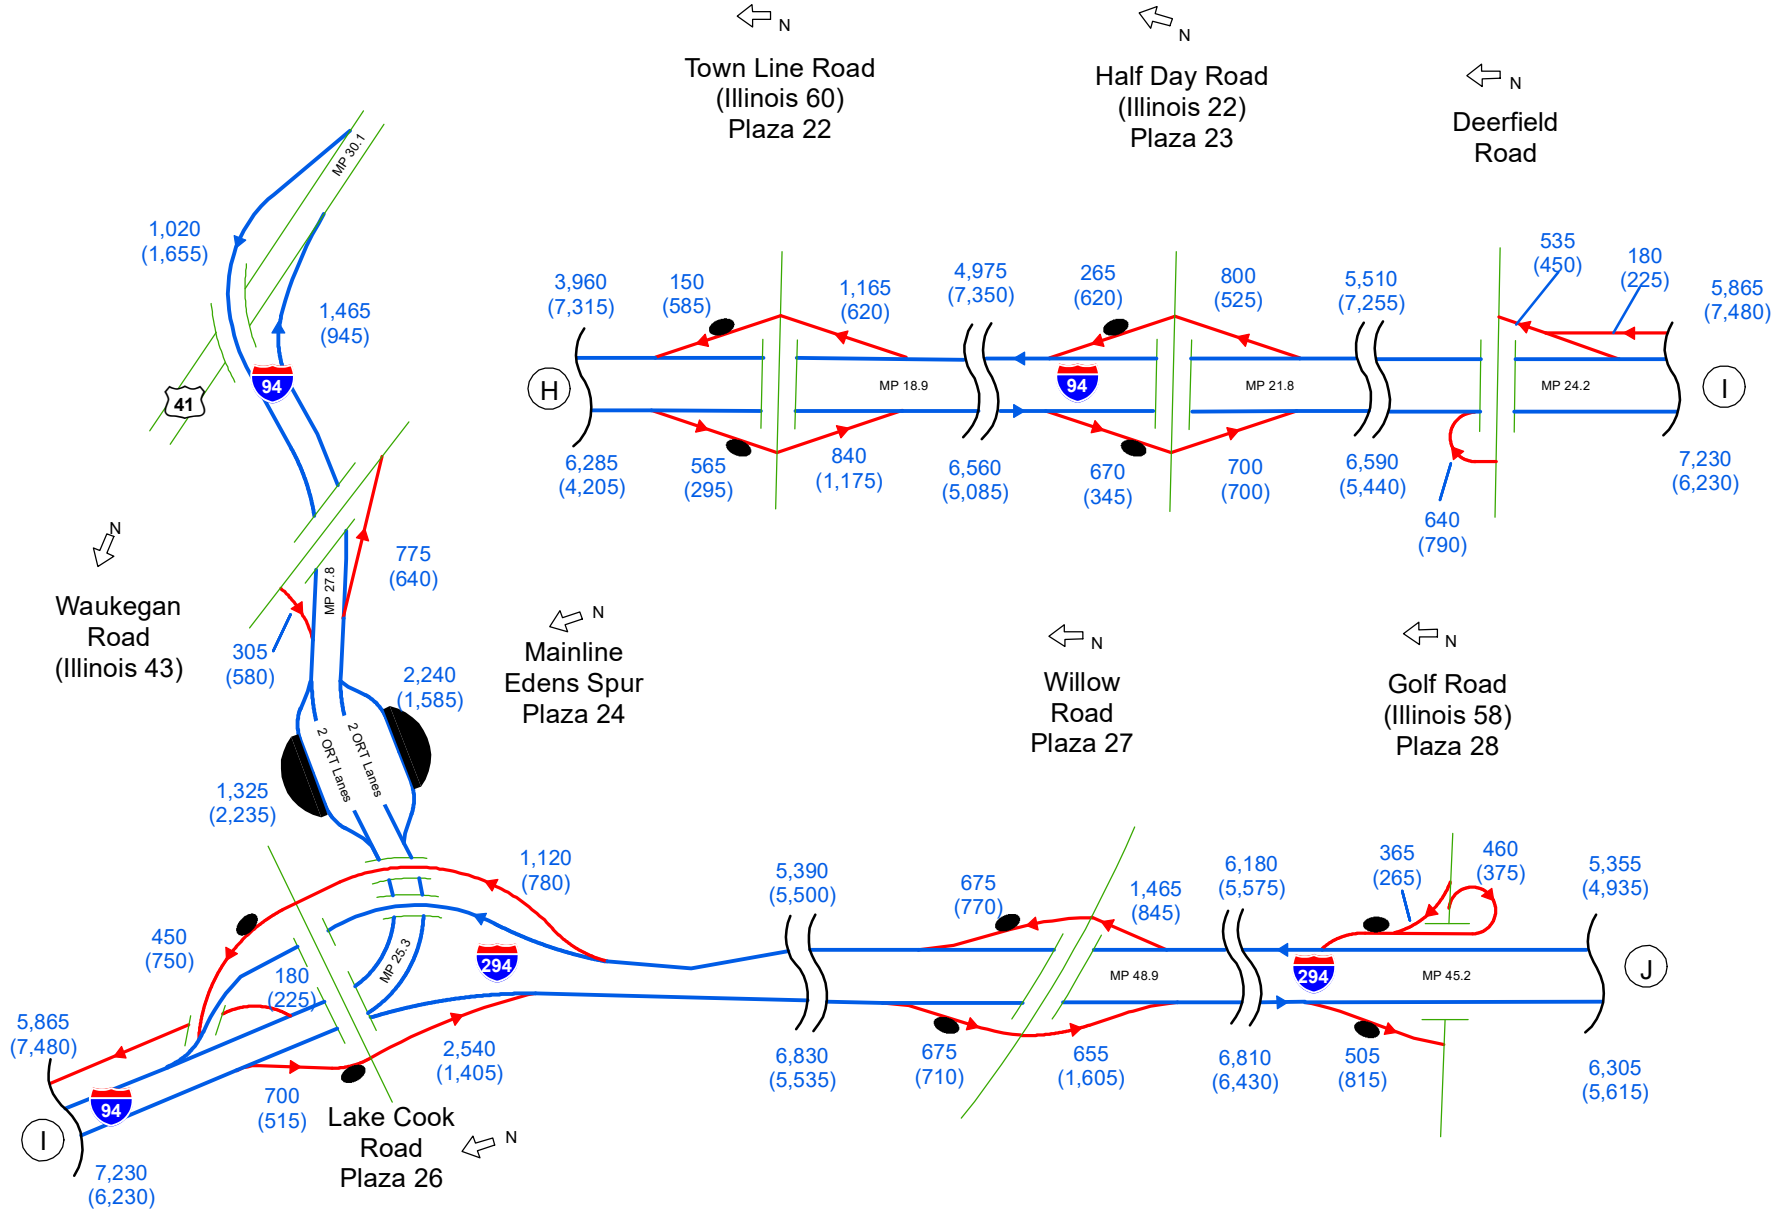 N
Town Line Road
(Illinois 60)
Plaza 22
N
Half Day Road
(Illinois 22)
Plaza 23
N
Deerfield
Road
MP 30.1
1,020
(1,655)
1,465
(945)
94
41
3,960
(7,315)
150
(585)
1,165
(620)
4,975
(7,350)
265
(620)
800
(525)
5,510
(7,255)
535
(450)
180
(225)
5,865
(7,480)
H
MP 18.9
94
MP 21.8
MP 24.2
I
6,285
(4,205)
565
(295)
840
(1,175)
6,560
(5,085)
670
(345)
700
(700)
6,590
(5,440)
640
(790)
7,230
(6,230)
N
Waukegan
Road
(Illinois 43)
775
(640)
MP 27.8
305
(580)
2,240
(1,585)
N
Mainline
Edens Spur
Plaza 24
2 ORT Lanes
2 ORT Lanes
1,325
(2,235)
N
Willow
Road
Plaza 27
N
Golf Road
(Illinois 58)
Plaza 28
1,120
(780)
450
(750)
180
(225)
MP 25.3
294
5,390
(5,500)
675
(770)
1,465
(845)
6,180
(5,575)
365
(265)
460
(375)
5,355
(4,935)
MP 48.9
294
MP 45.2
J
5,865
(7,480)
94
I
7,230
(6,230)
700
(515)
2,540
(1,405)
Lake Cook
Road
Plaza 26
N
6,830
(5,535)
675
(710)
655
(1,605)
6,810
(6,430)
505
(815)
6,305
(5,615)